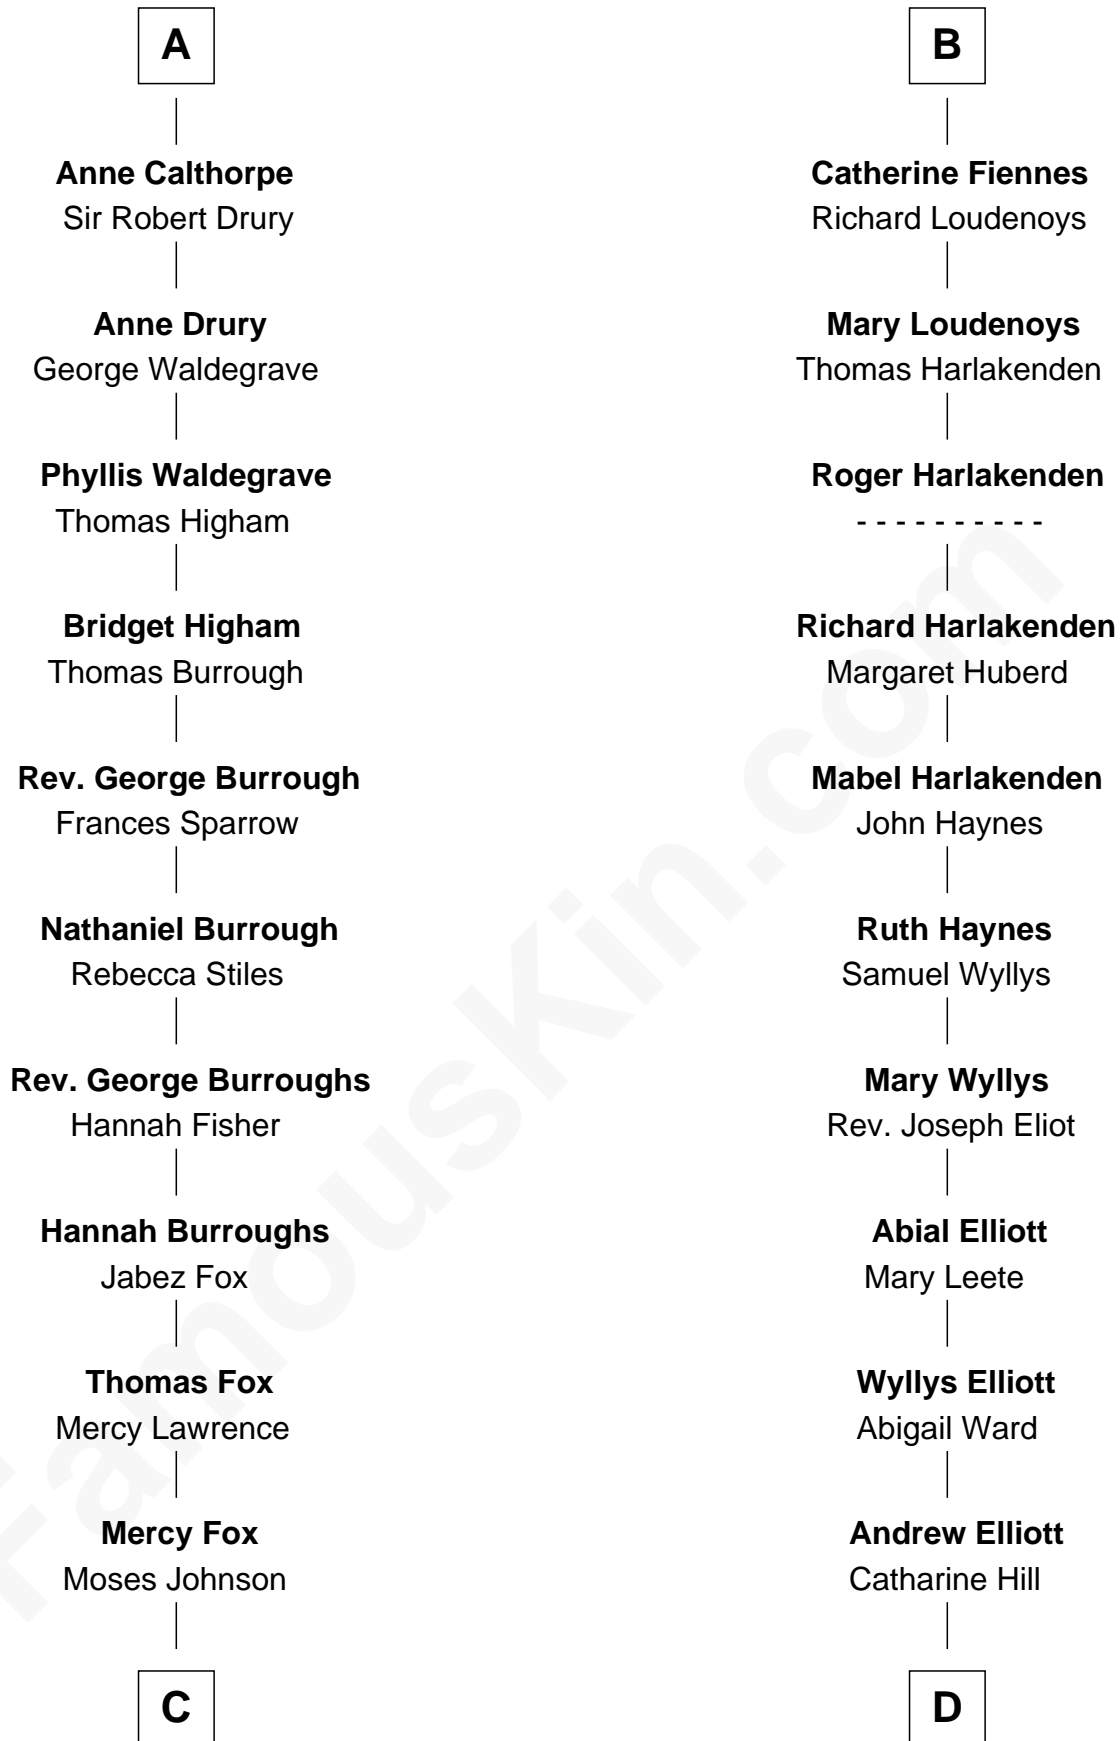 A
Anne Calthorpe
Sir Robert Drury
Anne Drury
George Waldegrave
Phyllis Waldegrave
Thomas Higham
Bridget Higham
Thomas Burrough
Rev. George Burrough
Frances Sparrow
Nathaniel Burrough
Rebecca Stiles
Rev. George Burroughs
Hannah Fisher
Hannah Burroughs
Jabez Fox
Thomas Fox
Mercy Lawrence
Mercy Fox
Moses Johnson
C
B
Catherine Fiennes
Richard Loudenoys
Mary Loudenoys
Thomas Harlakenden
Roger Harlakenden
- - - - - - - - - -
Richard Harlakenden
Margaret Huberd
Mabel Harlakenden
John Haynes
Ruth Haynes
Samuel Wyllys
Mary Wyllys
Rev. Joseph Eliot
Abial Elliott
Mary Leete
Wyllys Elliott
Abigail Ward
Andrew Elliott
Catharine Hill
D
FamousKin.com